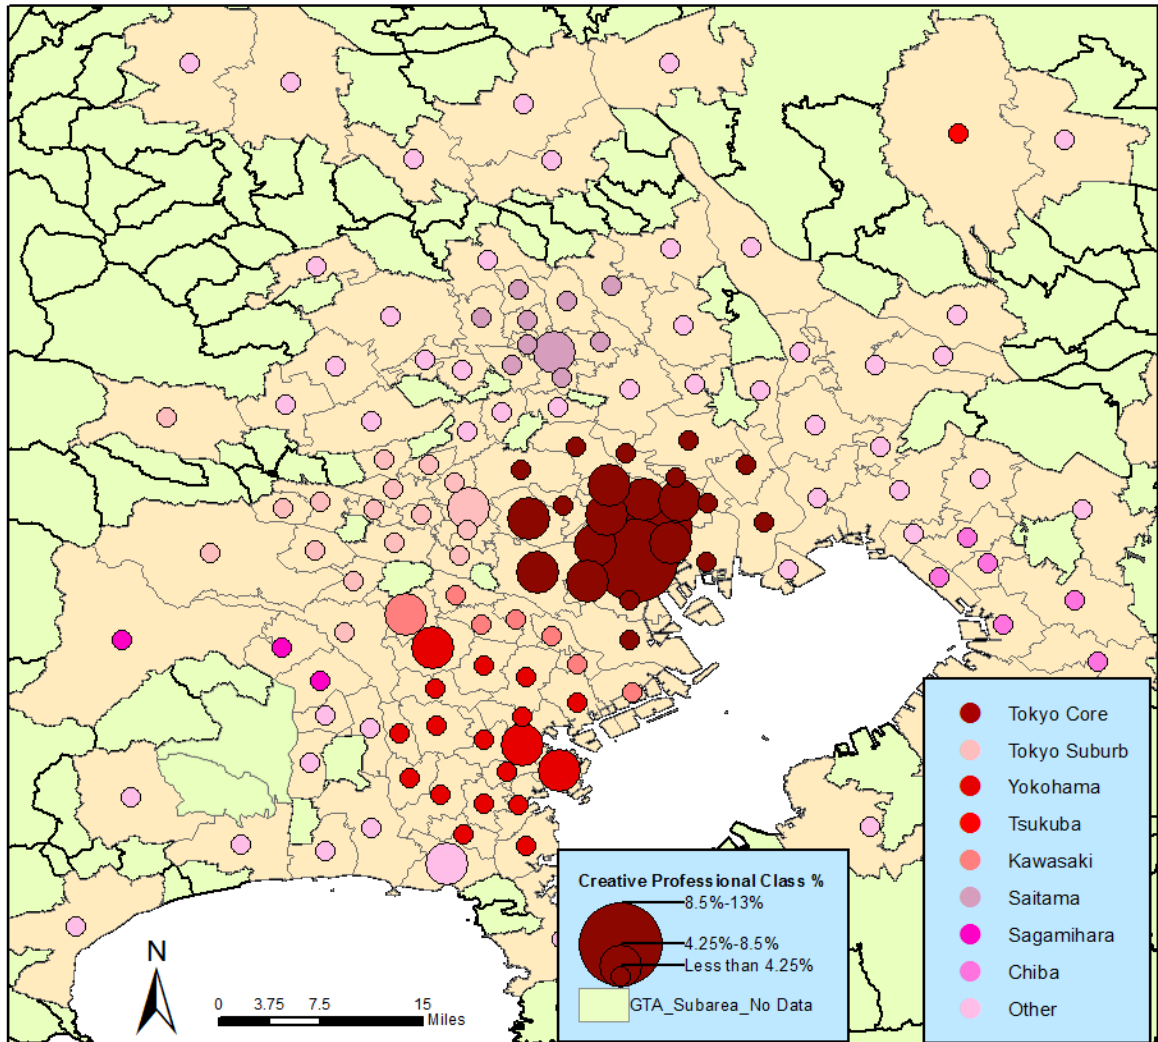 Tokyo Core
Tokyo Suburb
Yokohama
Tsukuba
Kawasaki
Saitama
Sagamihara
Chiba
Other
Creative Professional Class %
8.5%-13%
4.25%-8.5%
Less than 4.25%
GTA_Subarea_No Data
N
0 3.75 7.5 15
Miles